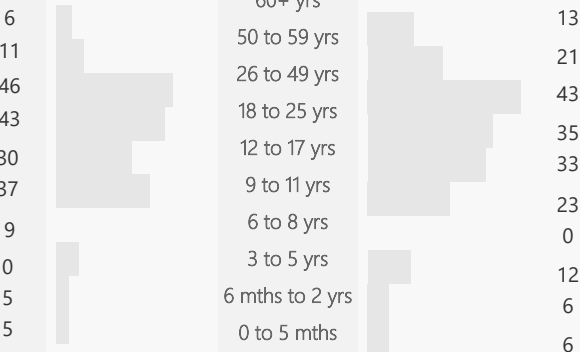 60+ yrs
6 13
50 to 59 yrs
11 21
26 to 49 yrs
46 43
18 to 25 yrs
43 35
12 to 17 yrs
30 33
9 to 11 yrs
37 23
6 to 8 yrs
9 0
3 to 5 yrs
0 12
6 mths to 2 yrs
5 6
0 to 5 mths
5 6